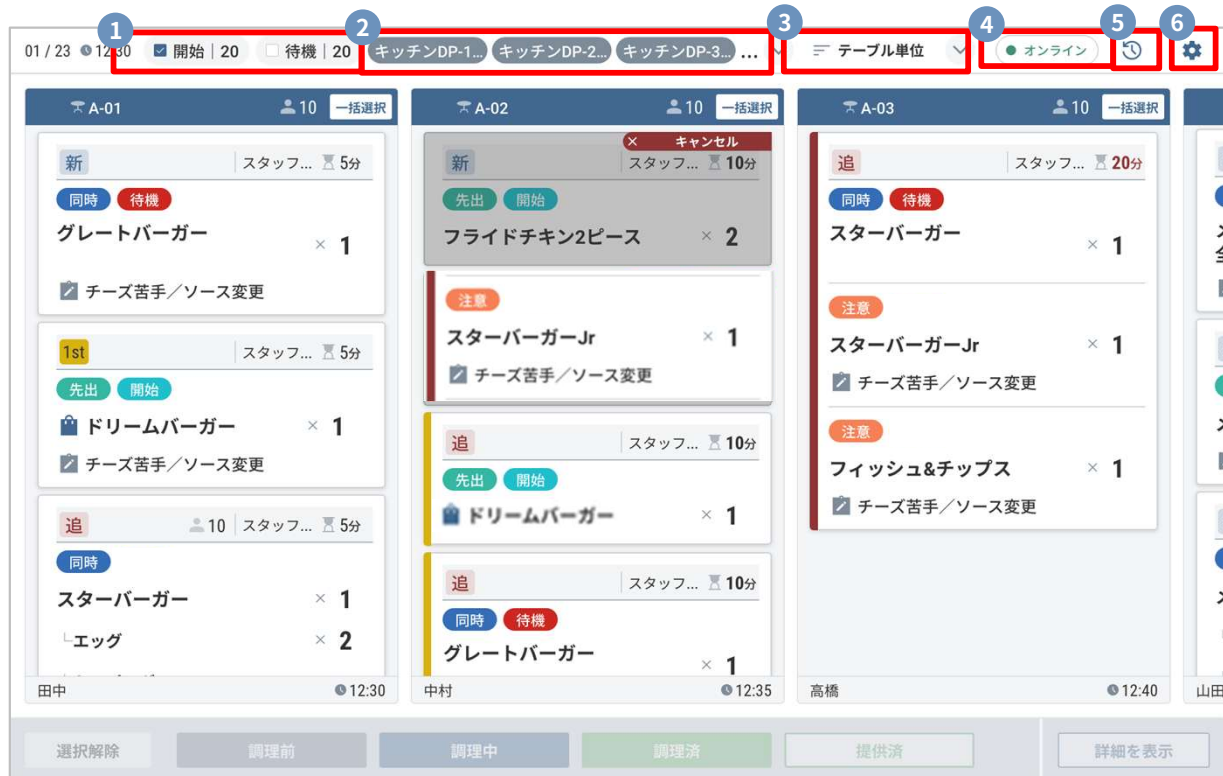 1
2
3
4
5
6
01 / 23 12:30 開始 | 20 待機 | 20 キッチンDP-1... キッチンDP-2... キッチンDP-3... ... テーブル単位 オンライン
A-01 10 一括選択
新 スタッフ... 5分
同時 待機
グレートバーガー × 1
チーズ苦手／ソース変更
1st スタッフ... 5分
先出 開始
ドリームバーガー × 1
チーズ苦手／ソース変更
追 10 スタッフ... 5分
同時
スターバーガー × 1
└エッグ × 2
田中 12:30
A-02 10 一括選択
× キャンセル
新 スタッフ... 10分
先出 開始
フライドチキン2ピース × 2
注意
スターバーガーJr × 1
チーズ苦手／ソース変更
追 スタッフ... 10分
先出 開始
ドリームバーガー × 1
追 スタッフ... 10分
同時 待機
グレートバーガー × 1
中村 12:35
A-03 10 一括選択
追 スタッフ... 20分
同時 待機
スターバーガー × 1
注意
スターバーガーJr × 1
チーズ苦手／ソース変更
注意
フィッシュ&チップス × 1
チーズ苦手／ソース変更
高橋 12:40
山田
選択解除 調理前 調理中 調理済 提供済 詳細を表示